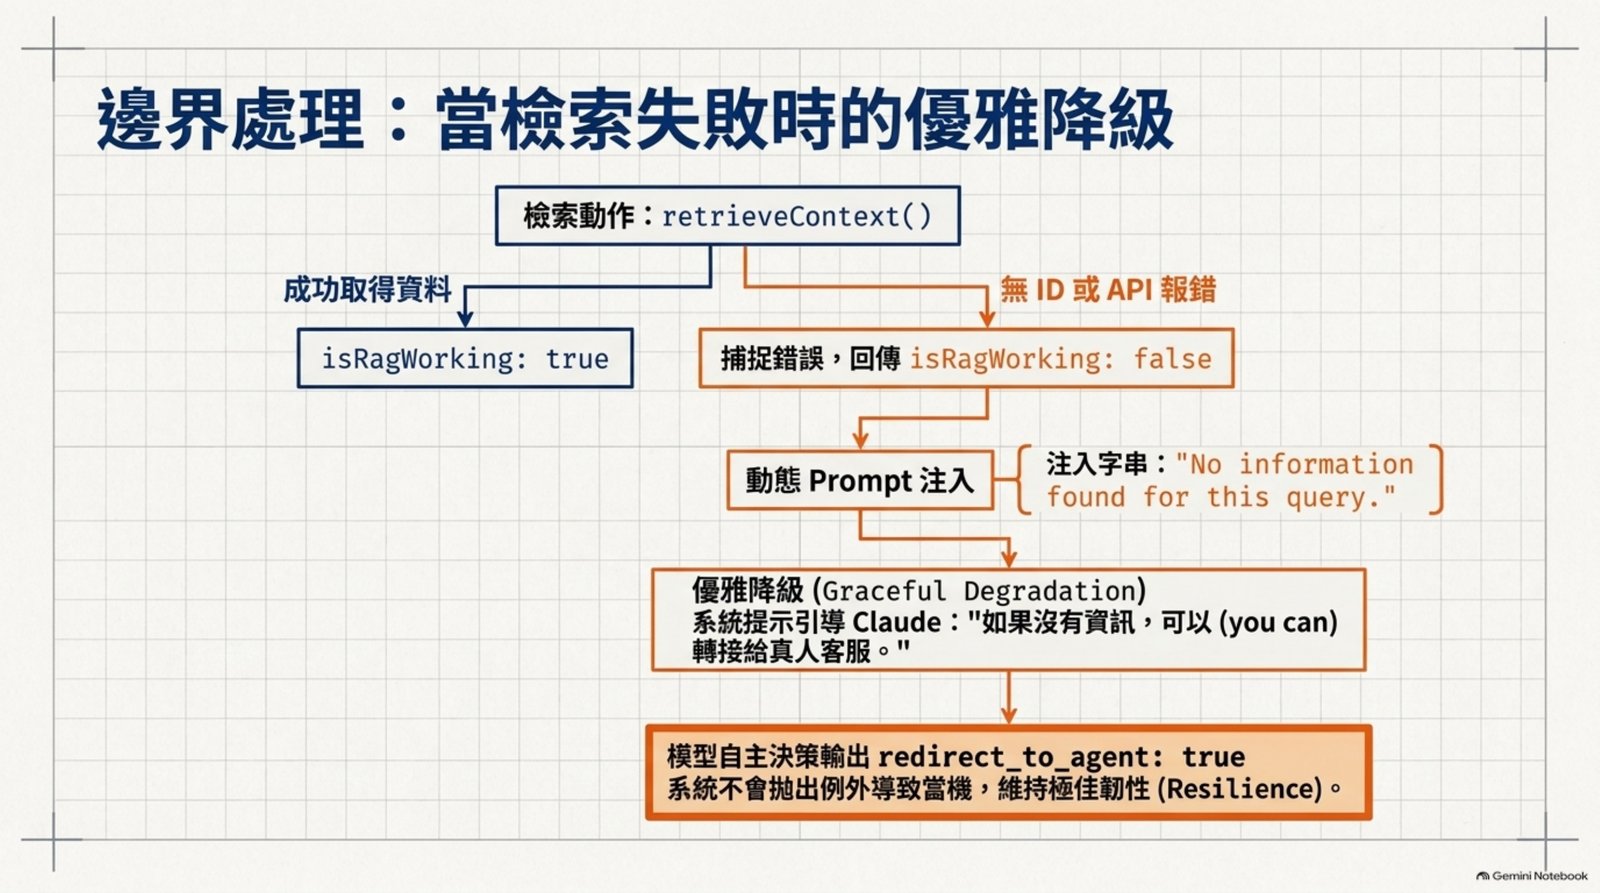 邊界處理：當檢索失敗時的優雅降級
檢索動作：retrieveContext()
成功取得資料
無 ID 或 API 報錯
isRagWorking: true
捕捉錯誤，回傳 isRagWorking: false
動態 Prompt 注入
注入字串："No information
found for this query."
優雅降級 (Graceful Degradation)
系統提示引導 Claude："如果沒有資訊，可以 (you can)
轉接給真人客服。"
模型自主決策輸出 redirect_to_agent: true
系統不會拋出例外導致當機，維持極佳韌性 (Resilience)。
Gemini Notebook